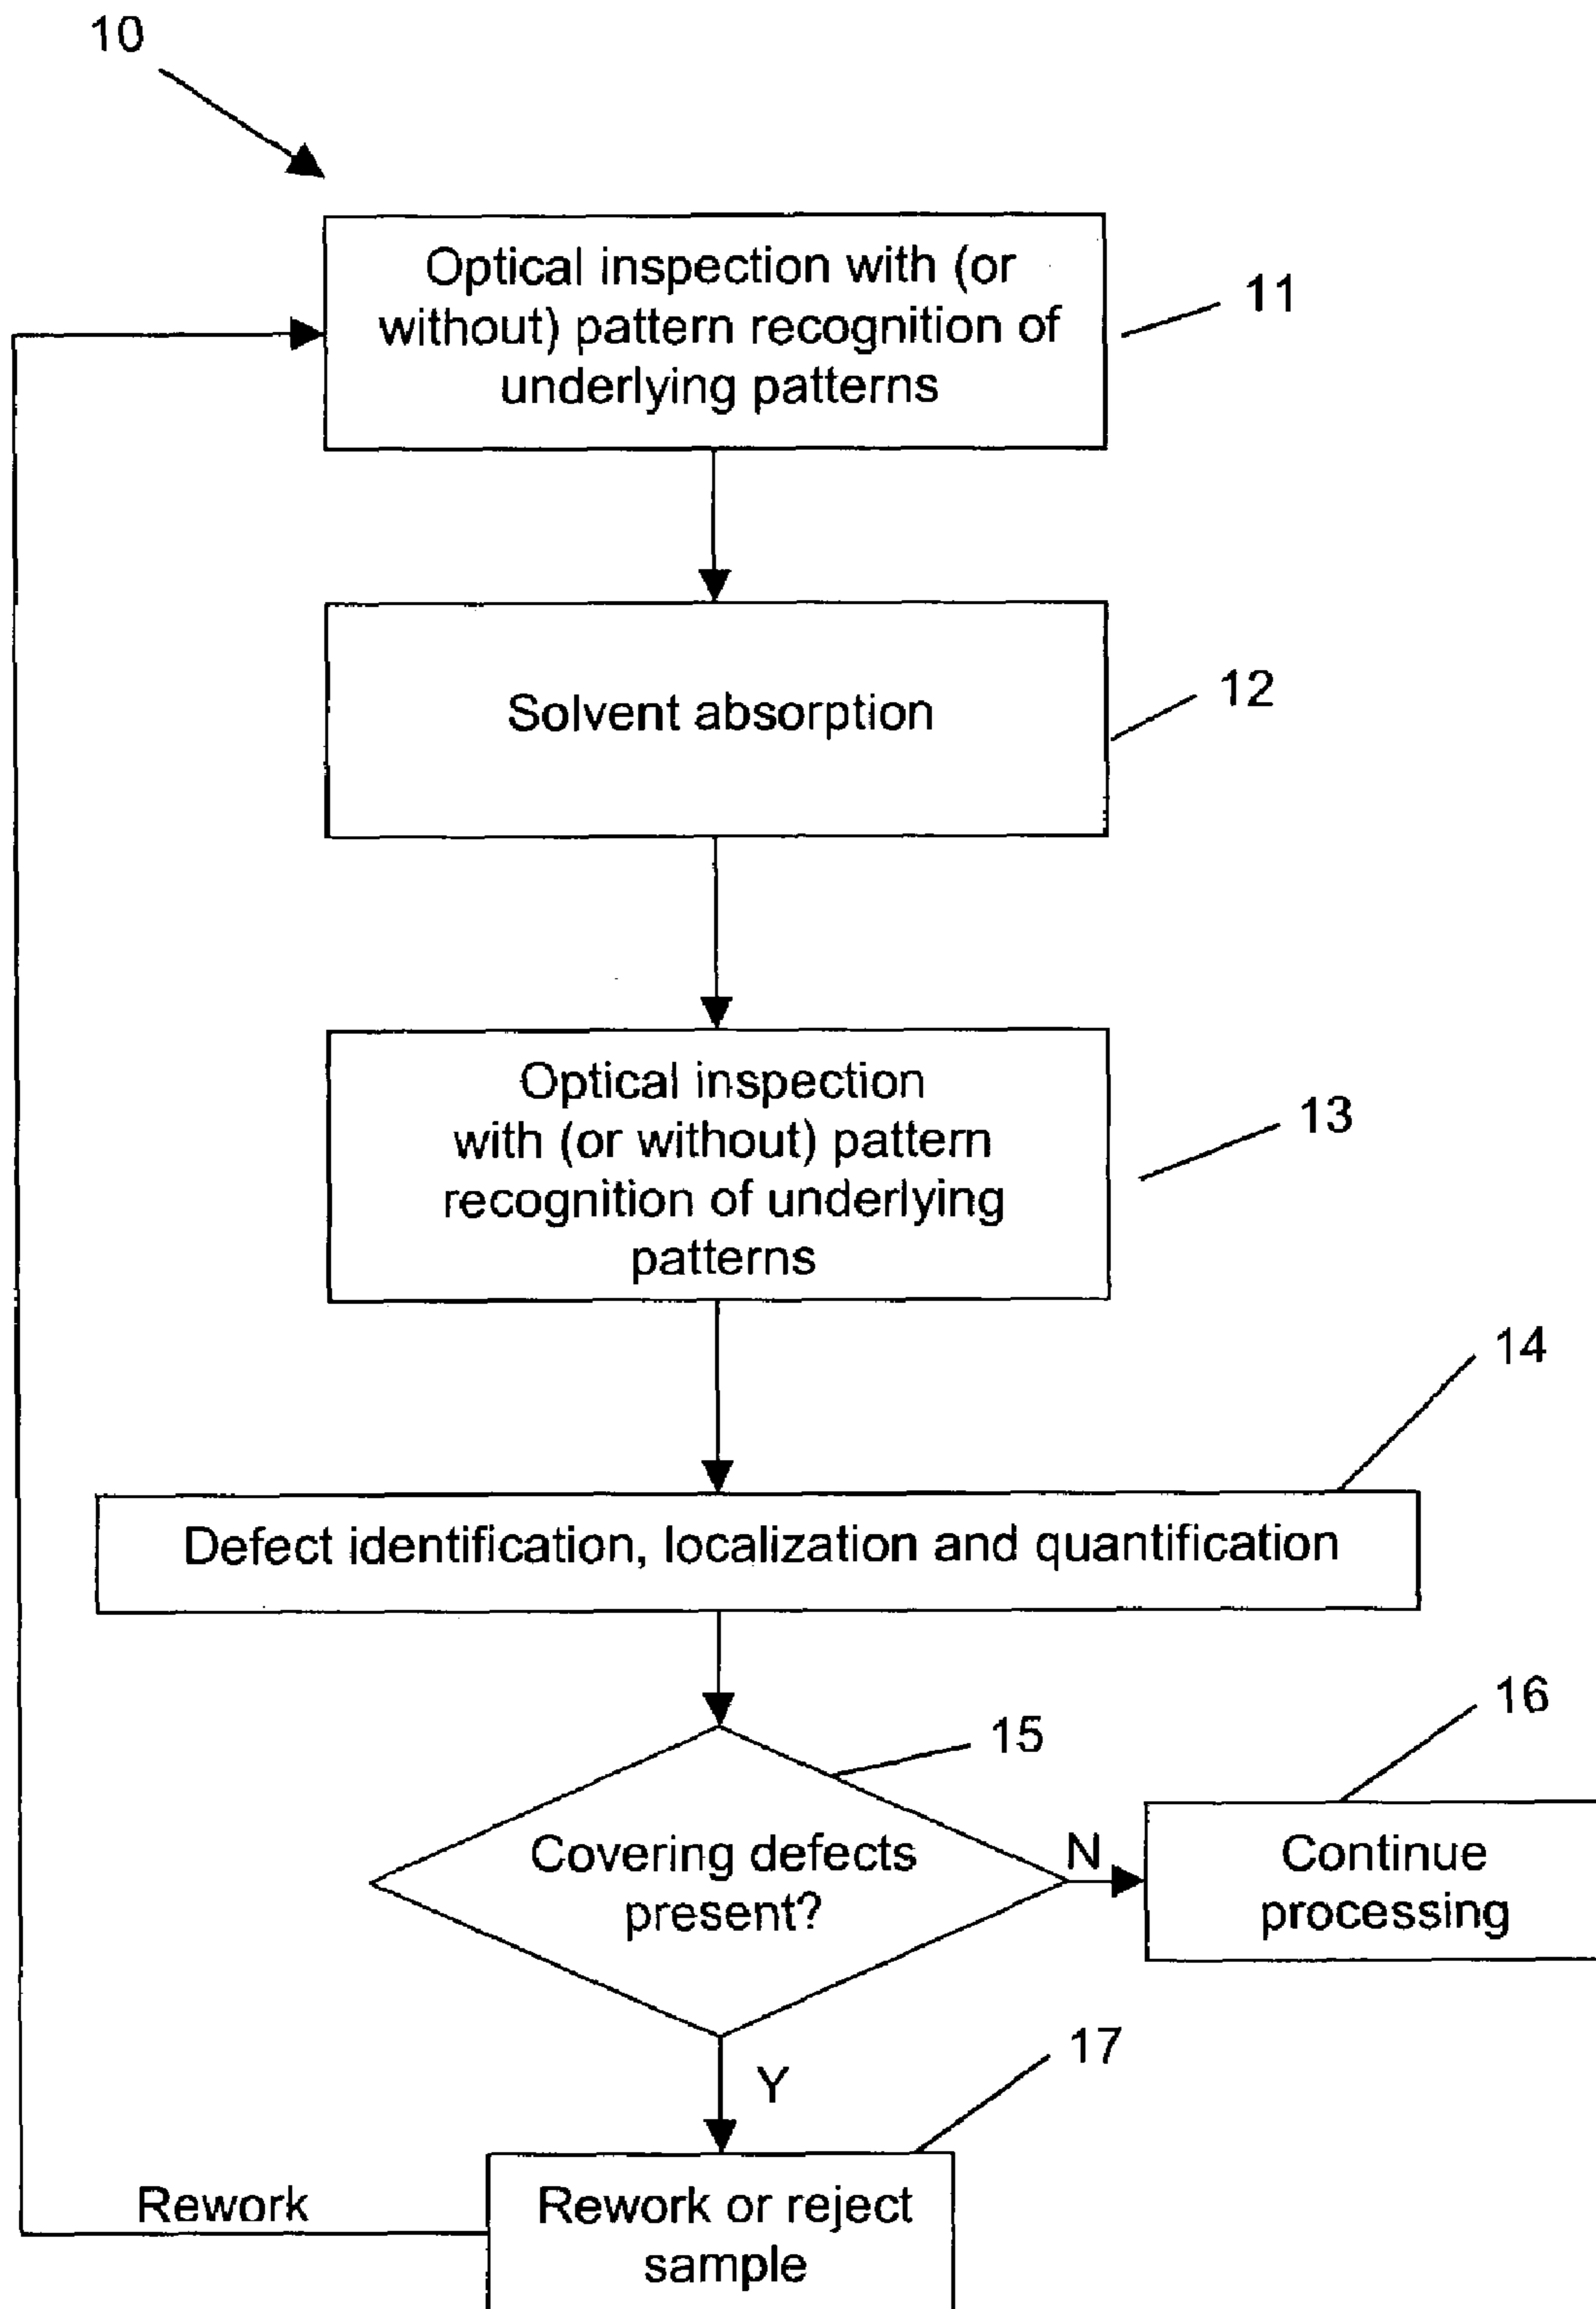 10
Optical inspection with (or
without) pattern recognition of
underlying patterns
11
Solvent absorption
12
Optical inspection
with (or without) pattern
recognition of underlying
patterns
13
14
Defect identification, localization and quantification
15
16
Covering defects
present?
N
Continue
processing
Y
17
Rework
Rework or reject
sample